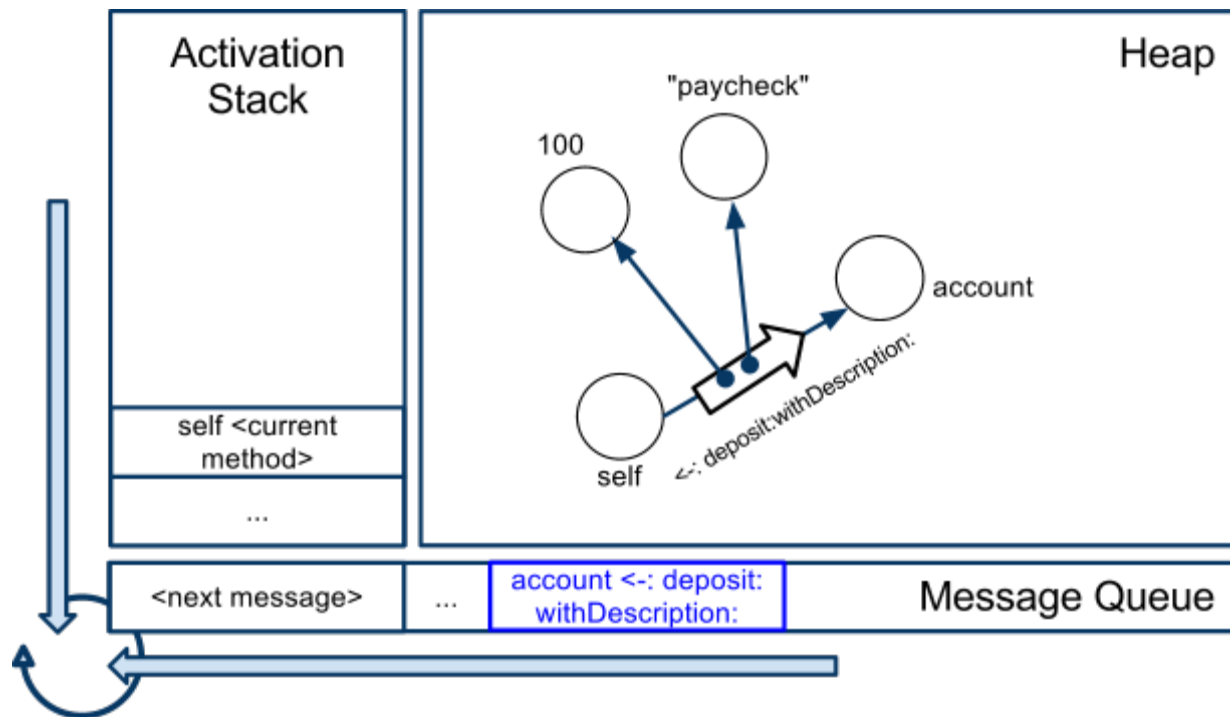 Activation
Stack
Heap
"paycheck"
100
account
self
<-: deposit:withDescription:
self <current
method>
...
<next message>
...
account <-: deposit:
withDescription:
Message Queue